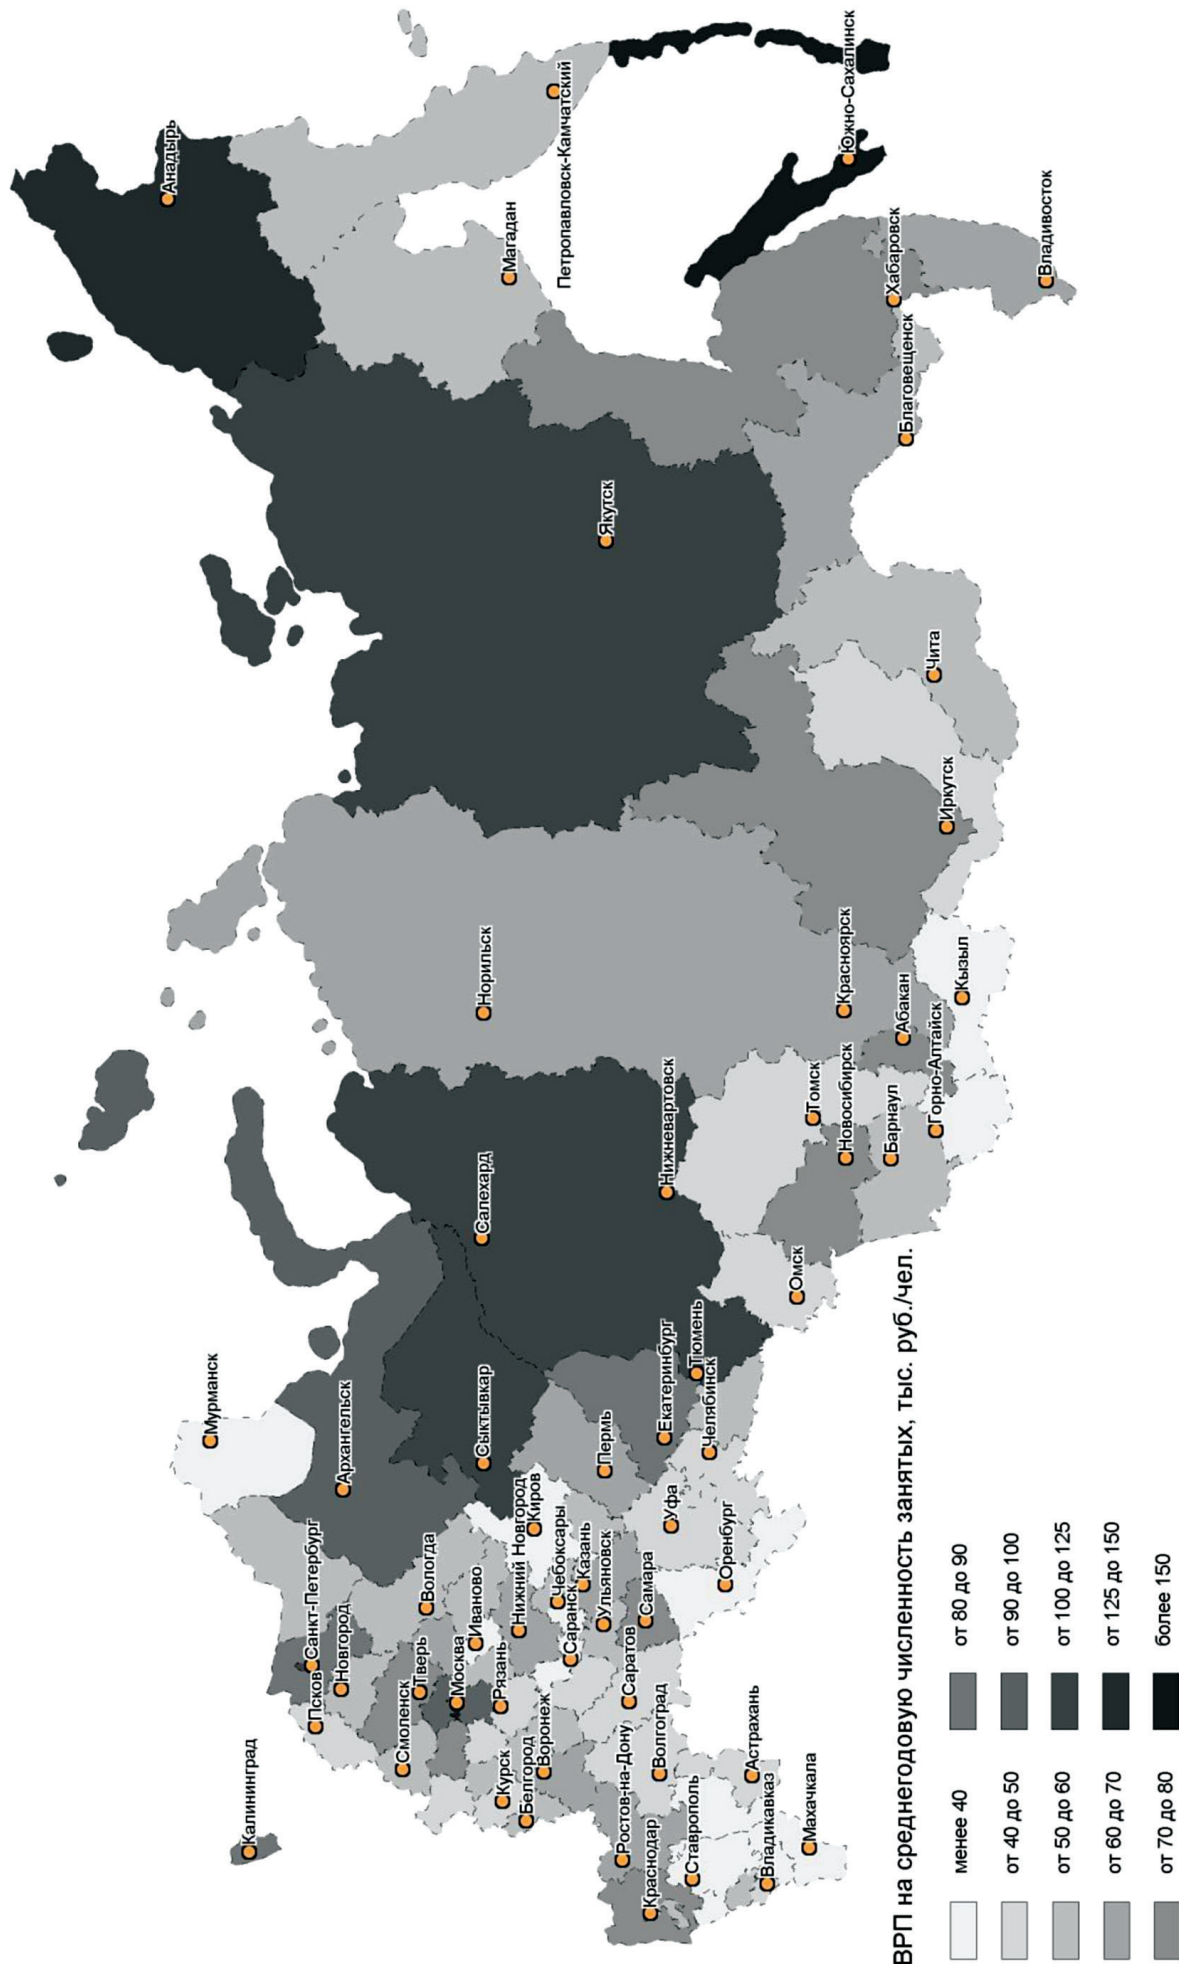 Мурманск
Калининград
Архангельск
Санкт-Петербург
Псков
Новгород
Вологда
Смоленск
Тверь
Москва
Иваново
Рязань
Нижний Новгород
Киров
Сыктывкар
Салехард
Норильск
Анадырь
Магадан
Петропавловск-Камчатский
Якутск
Курск
Белгород
Воронеж
Чебоксары
Саранск
Казань
Ульяновск
Пермь
Самара
Саратов
Екатеринбург
Уфа
Нижневартовск
Тюмень
Челябинск
Оренбург
Ростов-на-Дону
Волгоград
Краснодар
Ставрополь
Астрахань
Владикавказ
Махачкала
Омск
Томск
Новосибирск
Барнаул
Красноярск
Абакан
Горно-Алтайск
Кызыл
Иркутск
Чита
Благовещенск
Хабаровск
Южно-Сахалинск
Владивосток
ВРП на среднегодовую численность занятых, тыс. руб./чел.
менее 40
от 40 до 50
от 50 до 60
от 60 до 70
от 70 до 80
от 80 до 90
от 90 до 100
от 100 до 125
от 125 до 150
более 150